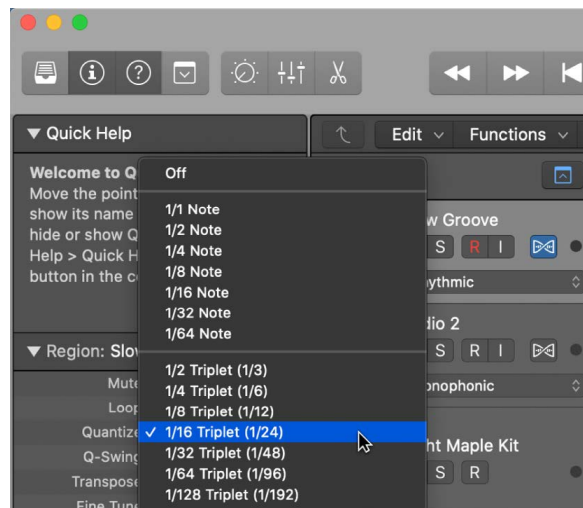 Quick Help
Edit
Functions
Welcome to Q
Move the point
show its name
hide or show Q
Help > Quick H
button in the c
Region: Slo
Mute
Loop
Quantize
Q-Swing
Transpose
Fine Tune
Off
1/1 Note
1/2 Note
1/4 Note
1/8 Note
1/16 Note
1/32 Note
1/64 Note
1/2 Triplet (1/3)
1/4 Triplet (1/6)
1/8 Triplet (1/12)
1/16 Triplet (1/24)
1/32 Triplet (1/48)
1/64 Triplet (1/96)
1/128 Triplet (1/192)
w Groove
S R I
ythmic
dio 2
S R I
onophonic
ht Maple Kit
S R